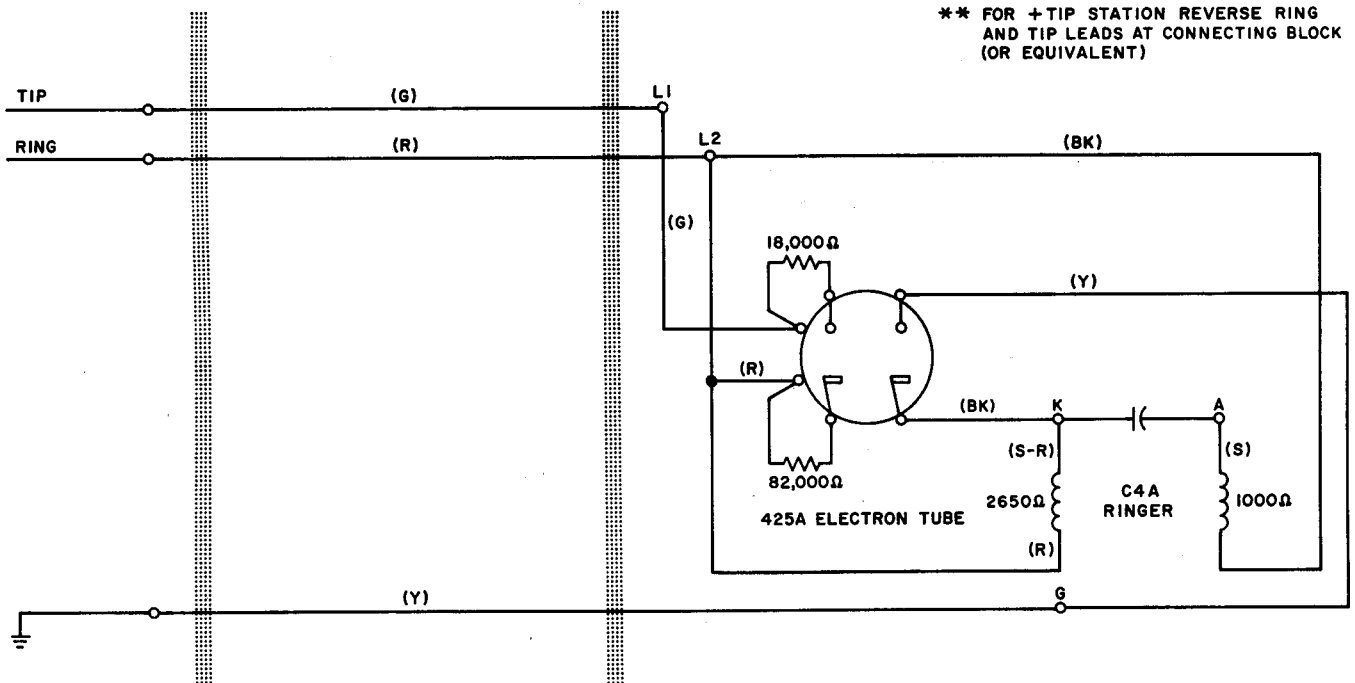 ** FOR +TIP STATION REVERSE RING
AND TIP LEADS AT CONNECTING BLOCK
(OR EQUIVALENT)
TIP
(G)
L1
RING
(R)
L2
(BK)
(G)
18,000Ω
(Y)
(R)
(BK)
K
A
(S-R)
(S)
82,000Ω
2650Ω
C4A
RINGER
1000Ω
425A ELECTRON TUBE
(R)
(Y)
G